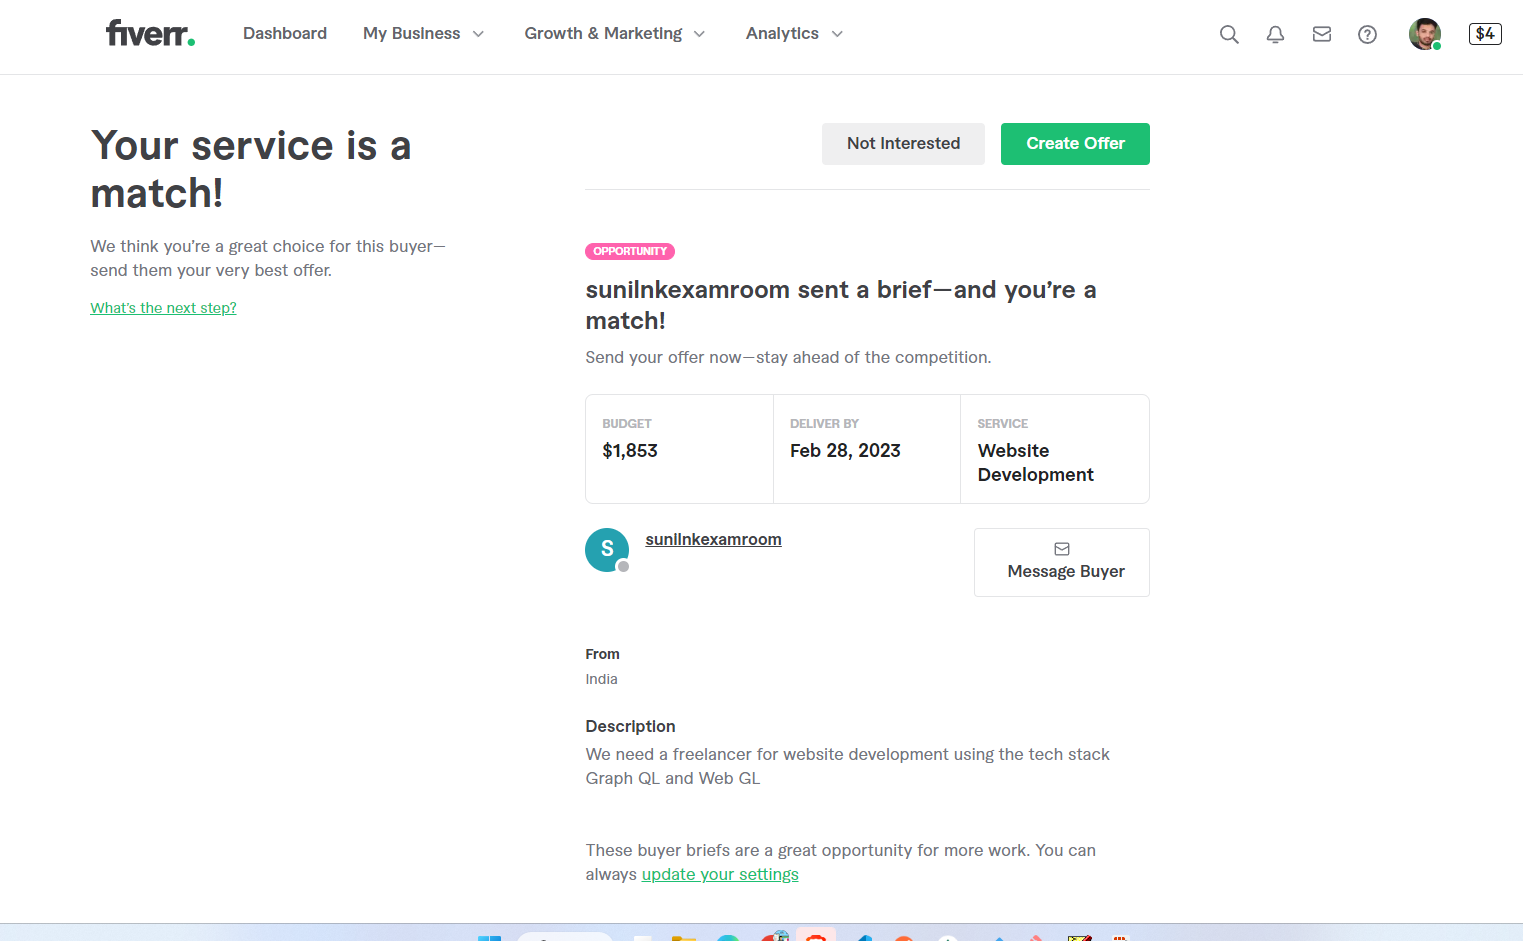 fiverr.
Dashboard
My Business
Growth & Marketing
Analytics
$4
Your service is a
match!
We think you're a great choice for this buyer—
send them your very best offer.
What's the next step?
Not Interested
Create Offer
OPPORTUNITY
sunilnkexamroom sent a brief—and you're a
match!
Send your offer now—stay ahead of the competition.
BUDGET
$1,853
DELIVER BY
Feb 28, 2023
SERVICE
Website
Development
S
sunilnkexamroom
Message Buyer
From
India
Description
We need a freelancer for website development using the tech stack
Graph QL and Web GL
These buyer briefs are a great opportunity for more work. You can
always update your settings